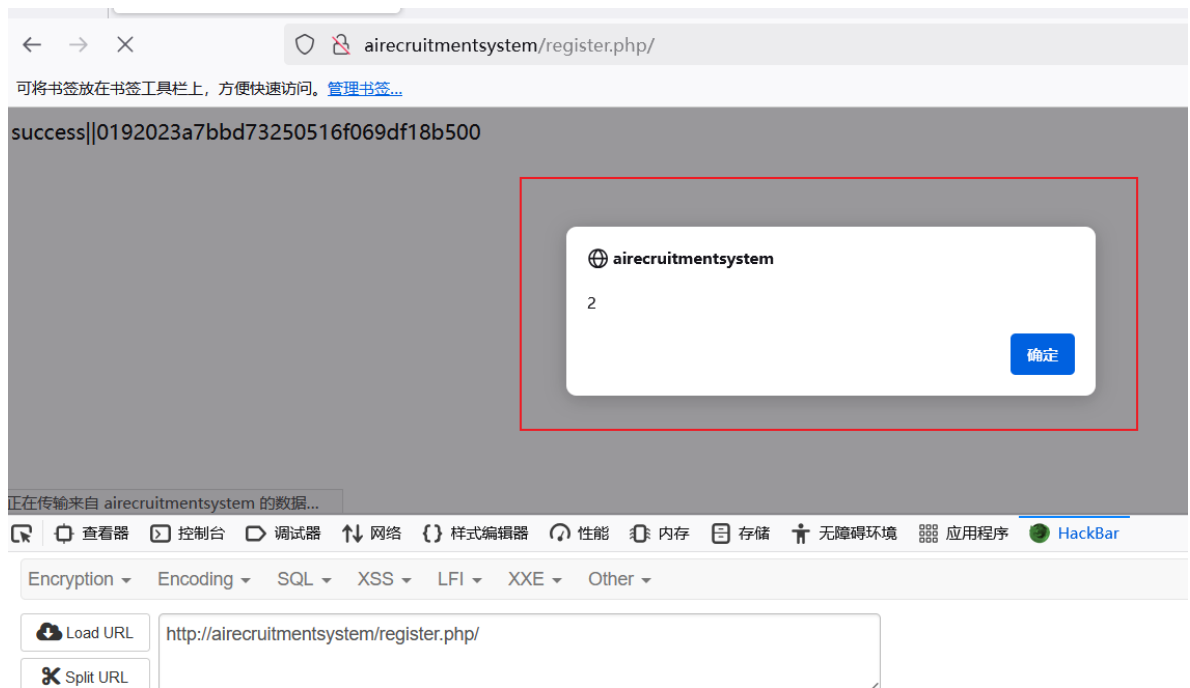 airecruitmentsystem/register.php/
可将书签放在书签工具栏上，方便快速访问。管理书签...
success||0192023a7bbd73250516f069df18b500
airecruitmentsystem
2
确定
正在传输来自 airecruitmentsystem 的数据...
查看器 控制台 调试器 网络 {} 样式编辑器 性能 内存 存储 无障碍环境 应用程序 HackBar
Encryption Encoding SQL XSS LFI XXE Other
Load URL http://airecruitmentsystem/register.php/
Split URL